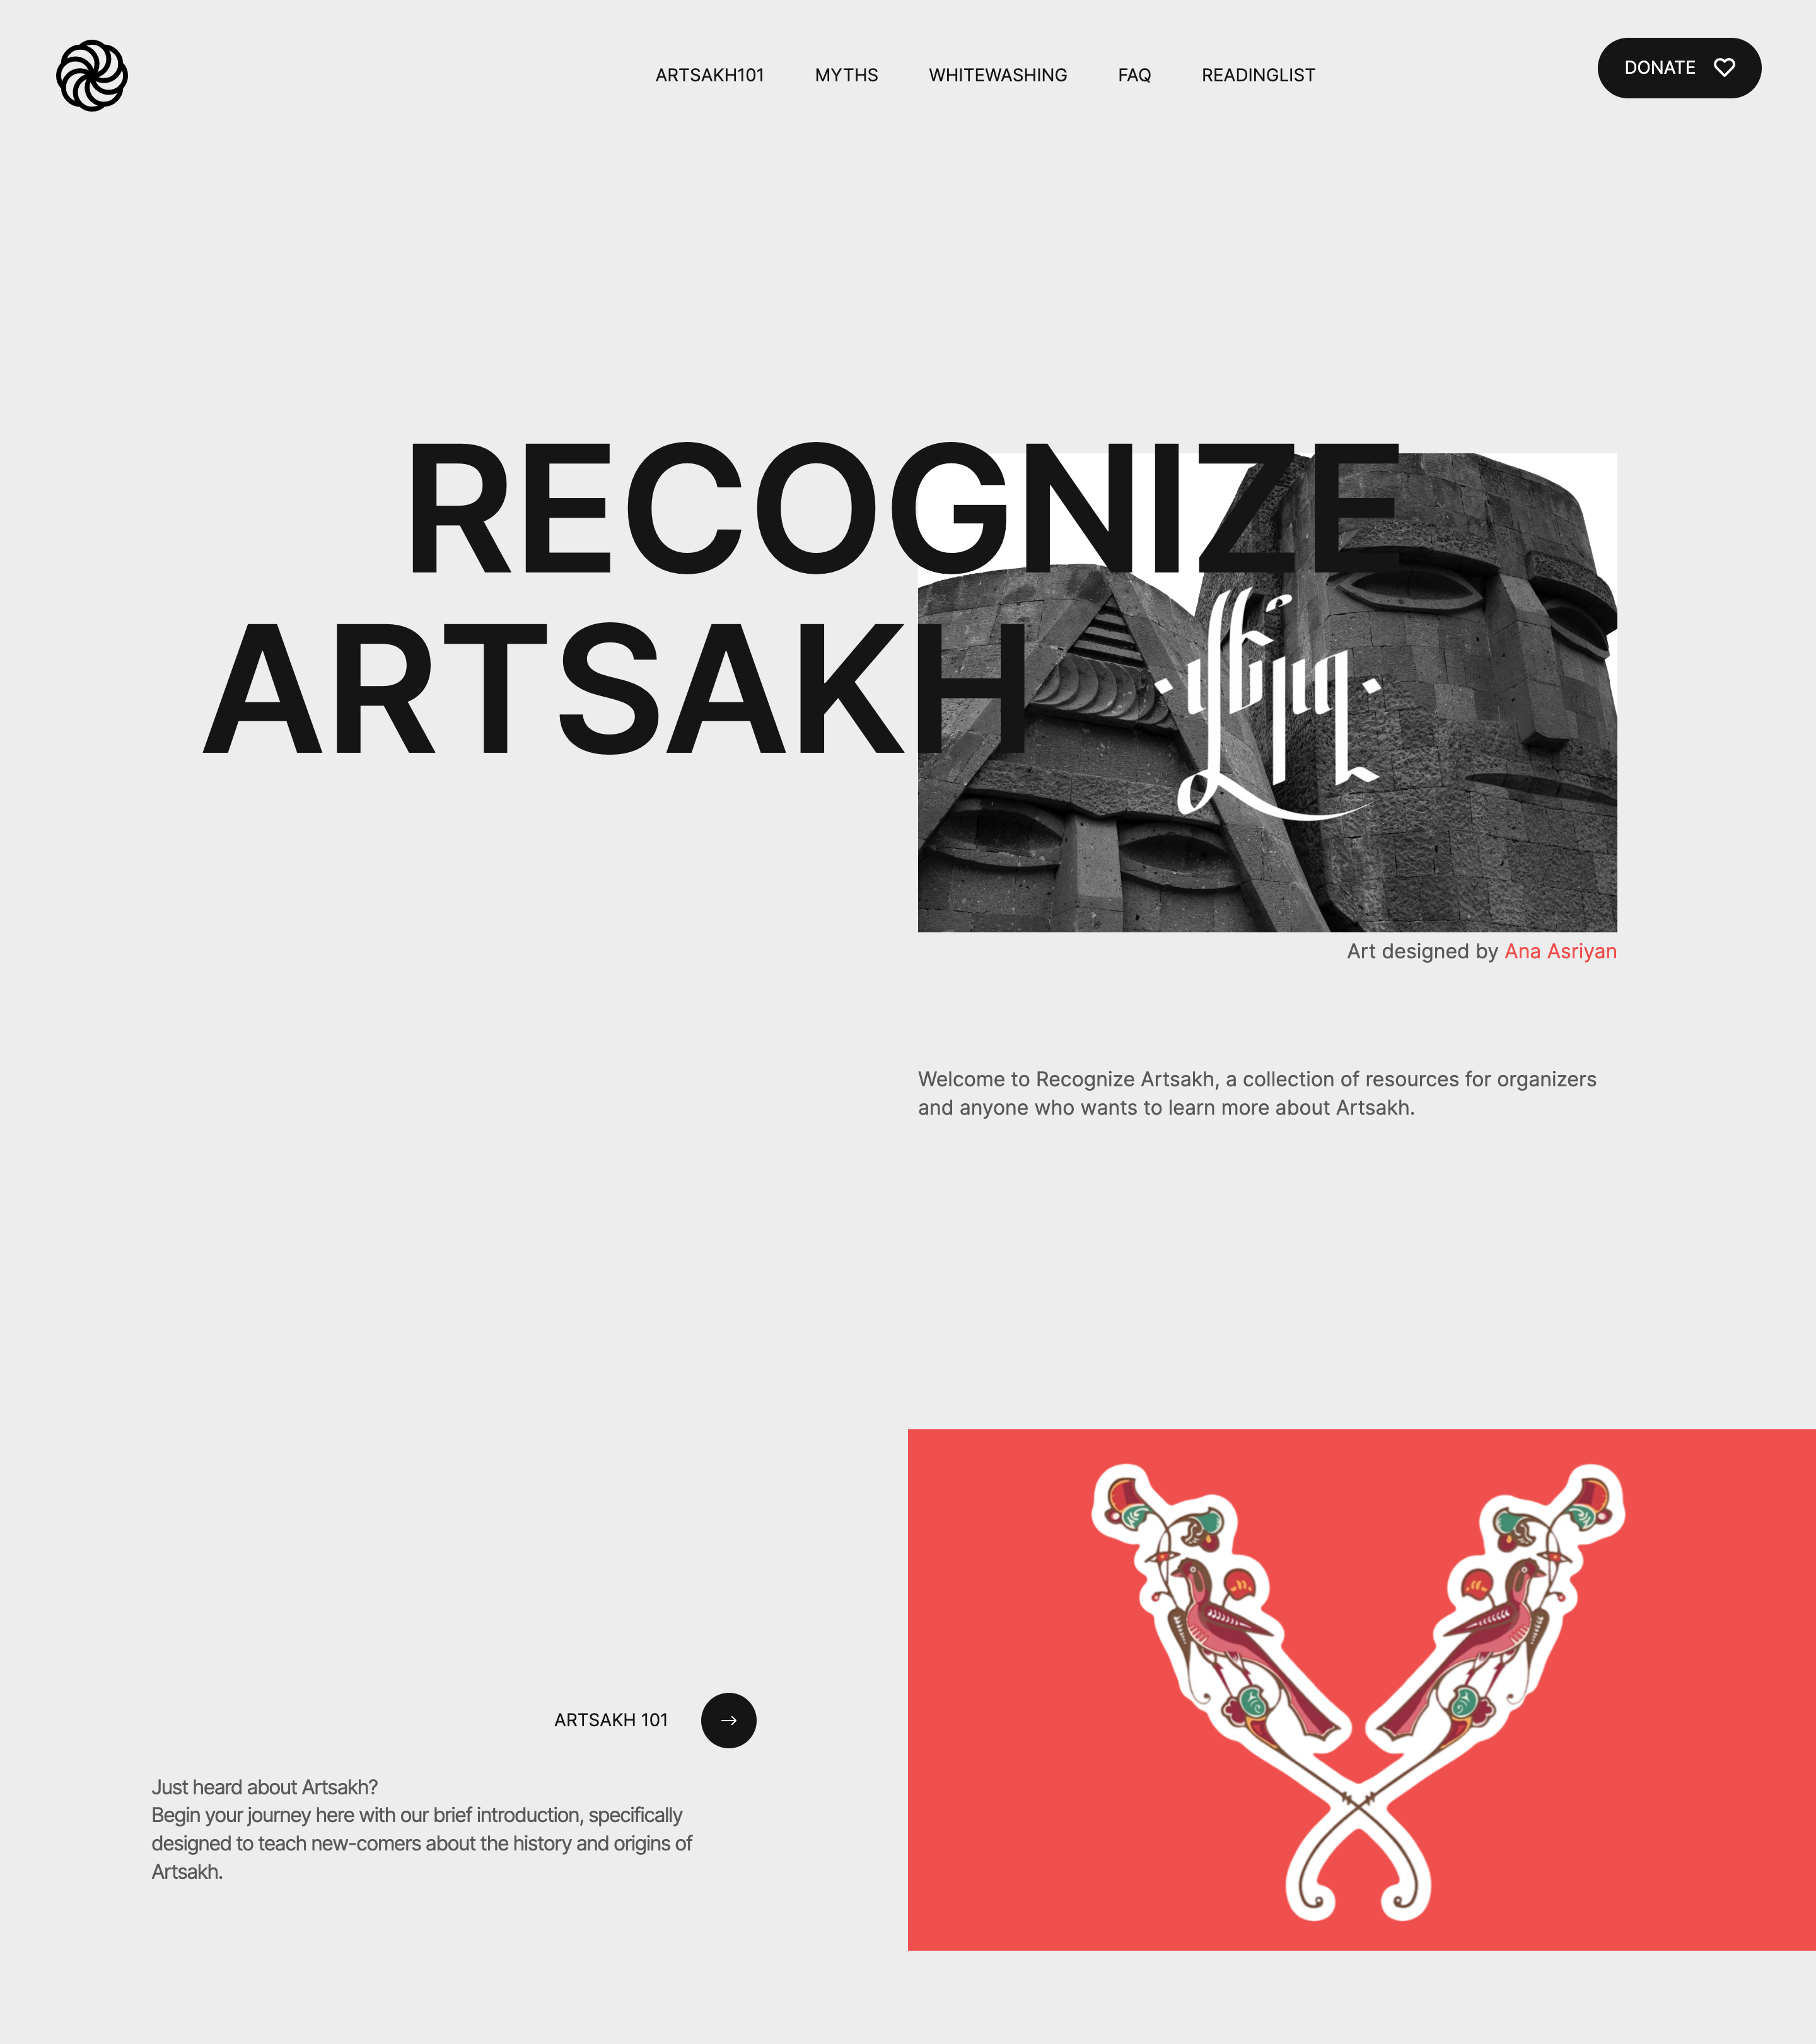 ARTSAKH101
MYTHS
WHITEWASHING
FAQ
READINGLIST
DONATE
RECOGNIZE
ARTSAKH
Art designed by Ana Asriyan
Welcome to Recognize Artsakh, a collection of resources for organizers
and anyone who wants to learn more about Artsakh.
ARTSAKH 101
Just heard about Artsakh?
Begin your journey here with our brief introduction, specifically
designed to teach new-comers about the history and origins of
Artsakh.